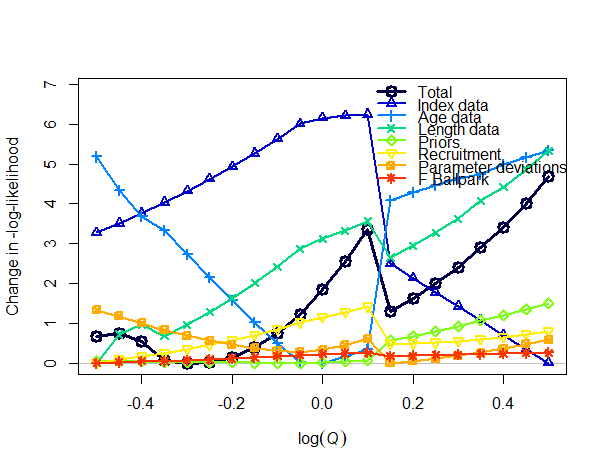 Change in -log-likelihood
7
6
5
4
3
2
1
0
Total
Index data
Age data
Length data
Priors
Recruitment
Parameter deviations
F Ballpark
-0.4 -0.2 0.0 0.2 0.4
log(Q)